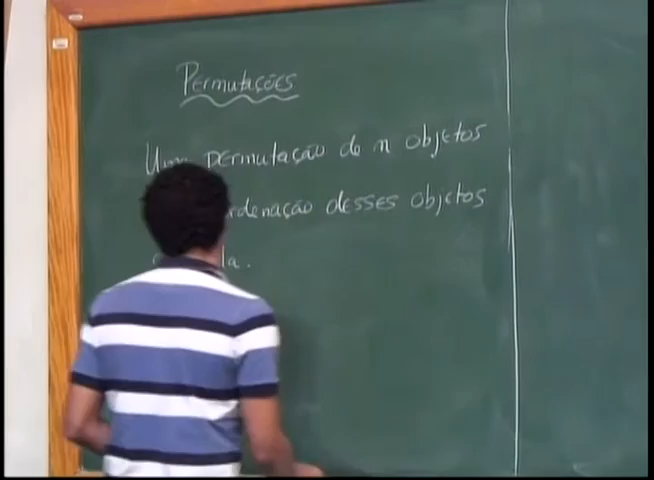 Permutações
Uma permutação de n objetos
ordenação desses objetos